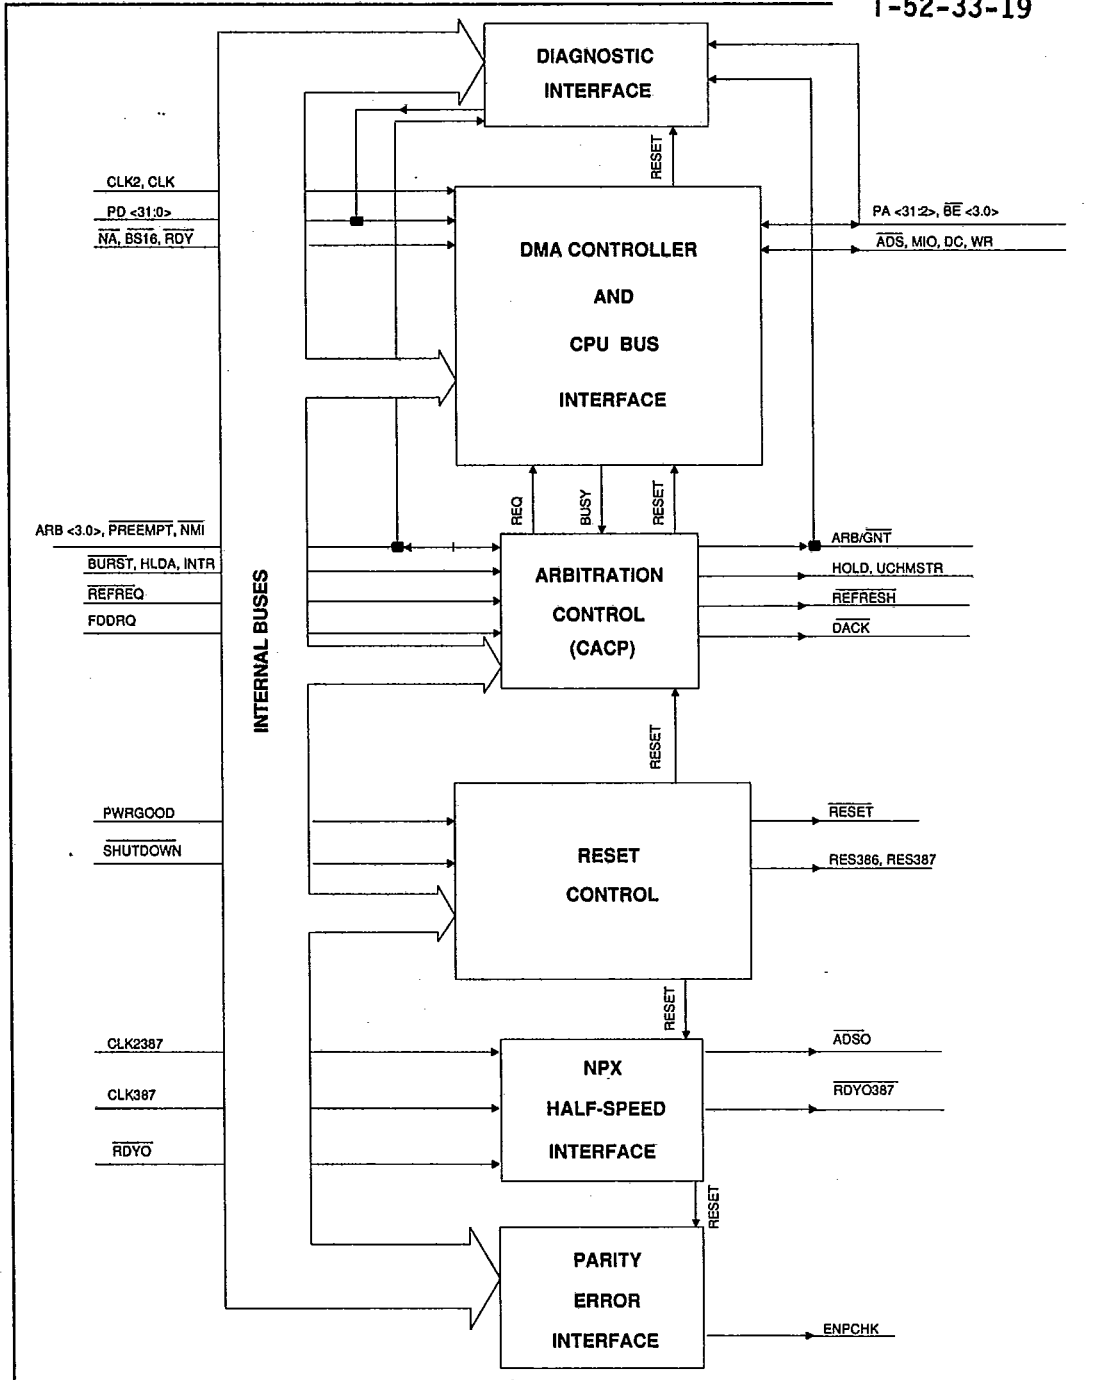 T-52-33-19
DIAGNOSTIC
INTERFACE
RESET
CLK2, CLK
PD <31:0>
NA, BS16, RDY
PA <31:2>, BE <3.0>
ADS, MIO, DC, WR
DMA CONTROLLER
AND
CPU BUS
INTERFACE
REQ
BUSY
RESET
ARB <3.0>, PREEMPT, NMI
BURST, HLDA, INTR
REFREQ
FDDRQ
ARBITRATION
CONTROL
(CACP)
ARB/GNT
HOLD, UCHMSTR
REFRESH
DACK
INTERNAL BUSES
RESET
PWRGOOD
SHUTDOWN
RESET
CONTROL
RESET
RES386, RES387
RESET
CLK2387
CLK387
RDYO
NPX
HALF-SPEED
INTERFACE
ADSO
RDYO387
RESET
PARITY
ERROR
INTERFACE
ENPCHK